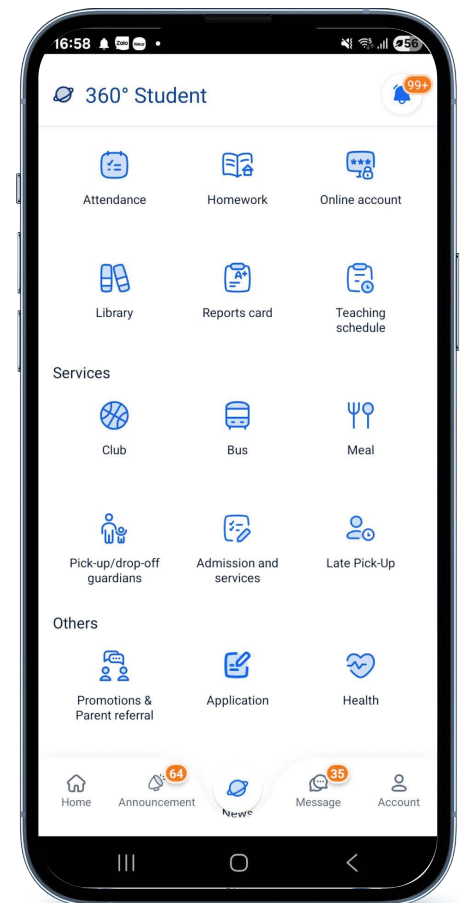 16:58 Zalo 56
360° Student 99+
Attendance Homework Online account
A+
Library Reports card Teaching
schedule
Services
Club Bus Meal
Pick-up/drop-off Admission and Late Pick-Up
guardians services
Others
Promotions & Application Health
Parent referral
64 35
Home Announcement News Message Account